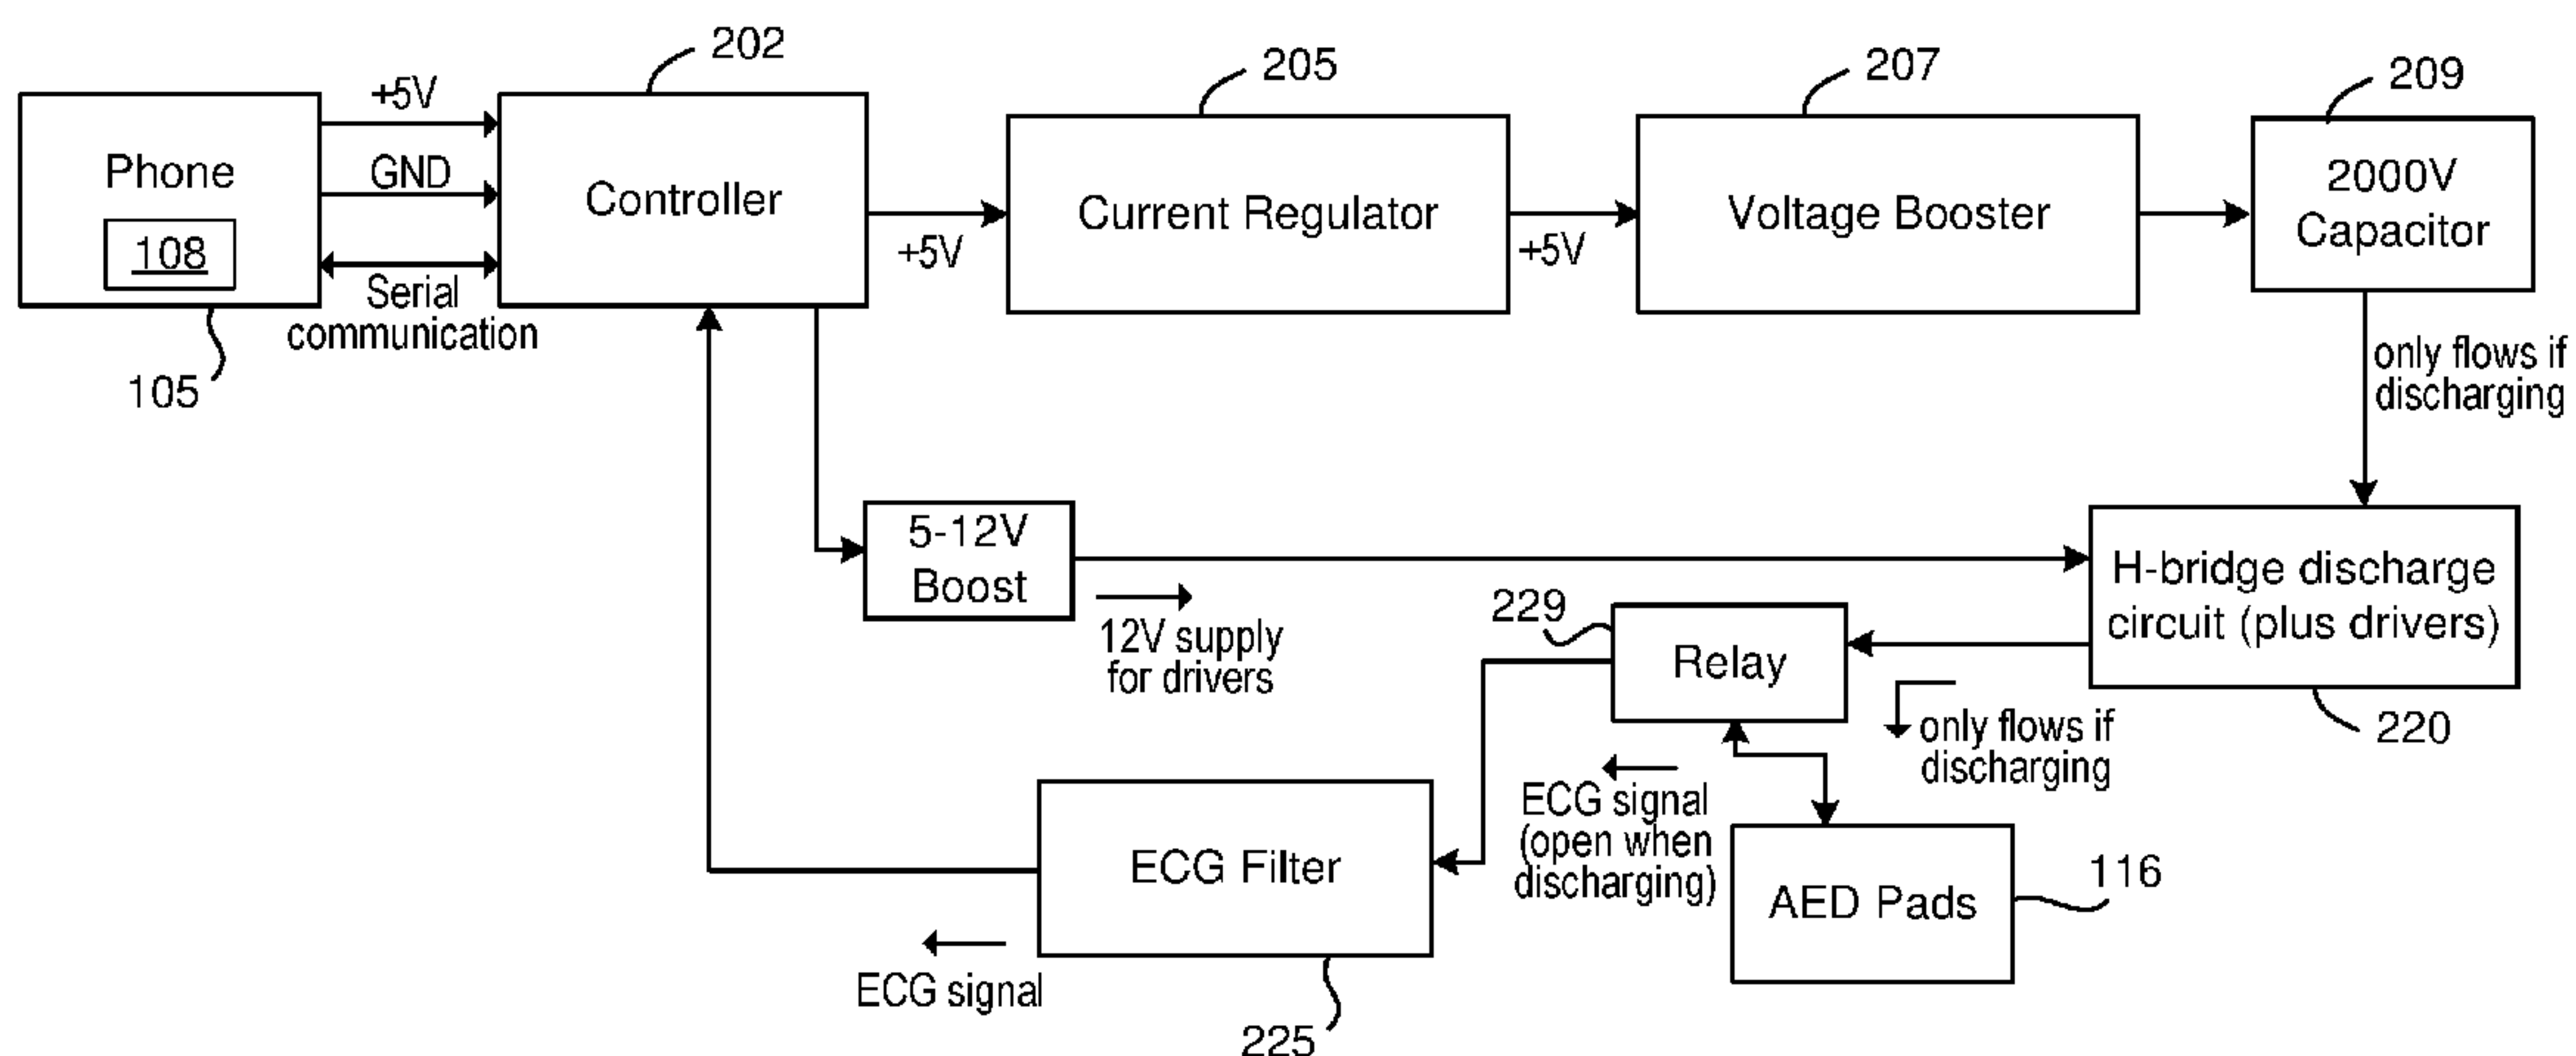 202
205
207
209
+5V
Phone
GND
108
Serial
communication
105
Controller
+5V
Current Regulator
+5V
Voltage Booster
2000V
Capacitor
only flows if
discharging
5-12V
Boost
12V supply
for drivers
229
Relay
H-bridge discharge
circuit (plus drivers)
220
only flows if
discharging
ECG signal
(open when
discharging)
AED Pads
116
ECG Filter
ECG signal
225